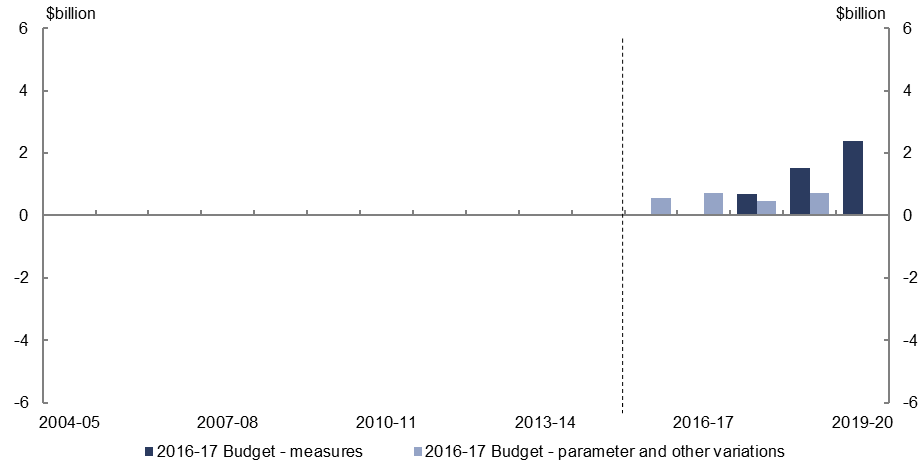 $billion $billion
6 6
4 4
2 2
0 0
-2 -2
-4 -4
-6 -6
2004-05 2007-08 2010-11 2013-14 2016-17 2019-20
2016-17 Budget - measures 2016-17 Budget - parameter and other variations